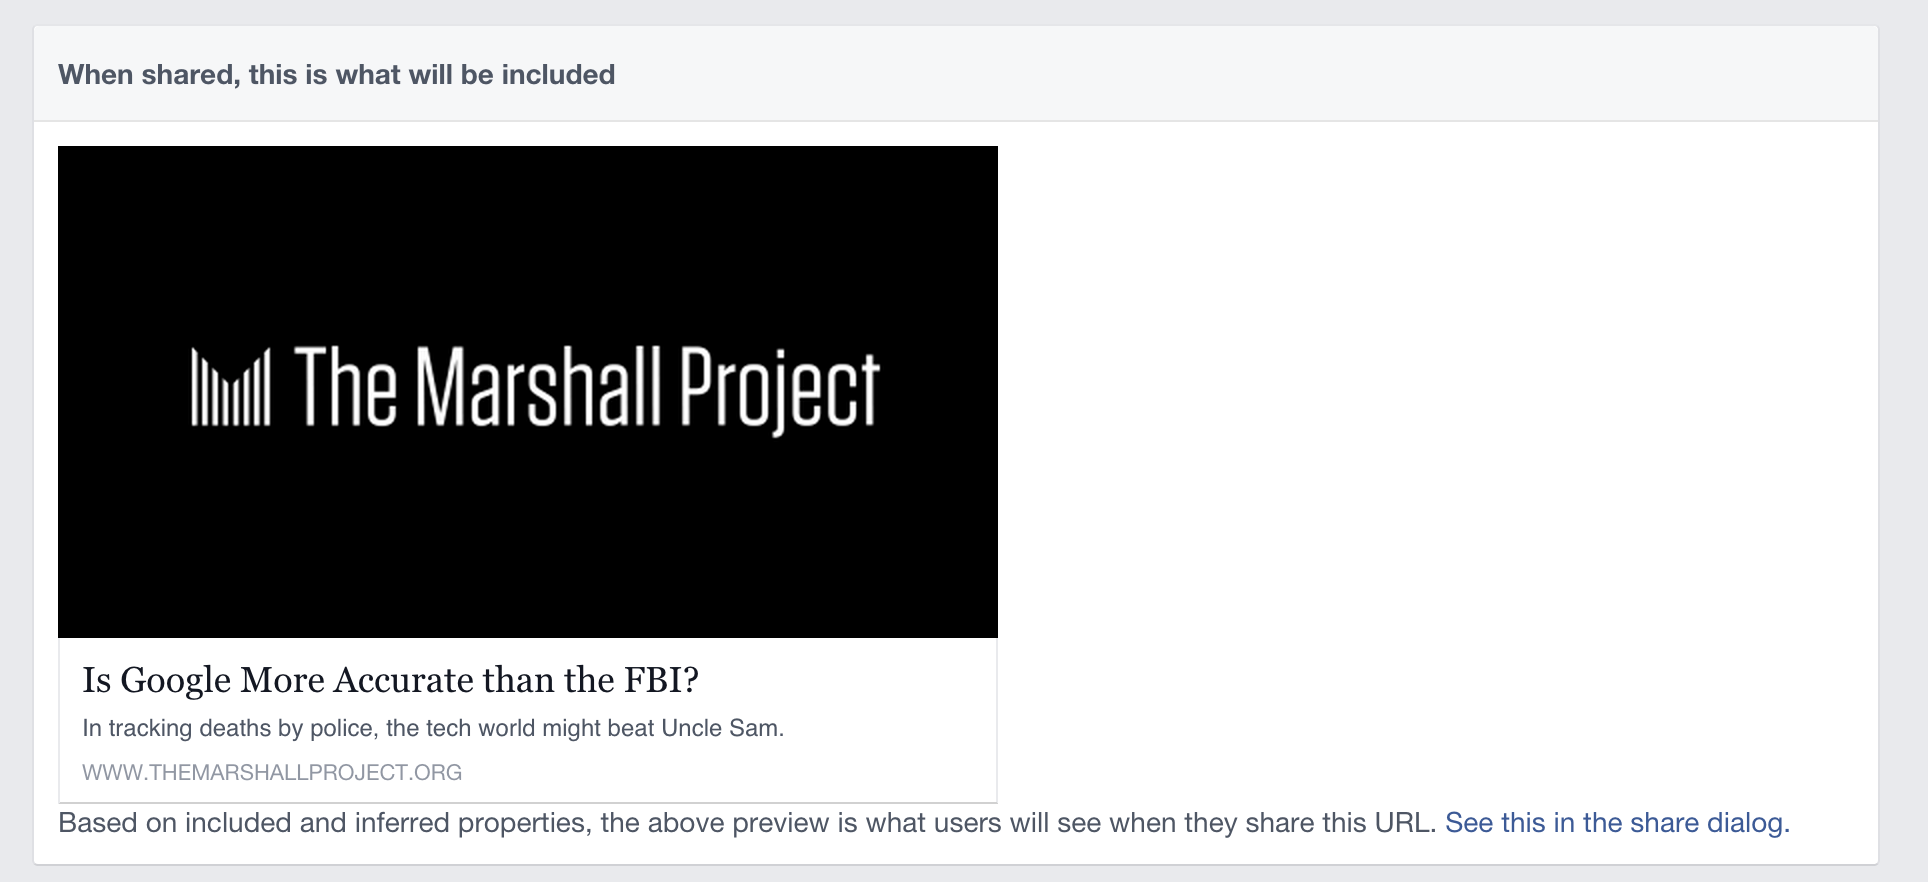 When shared, this is what will be included
The Marshall Project
Is Google More Accurate than the FBI?
In tracking deaths by police, the tech world might beat Uncle Sam.
WWW.THEMARSHALLPROJECT.ORG
Based on included and inferred properties, the above preview is what users will see when they share this URL. See this in the share dialog.